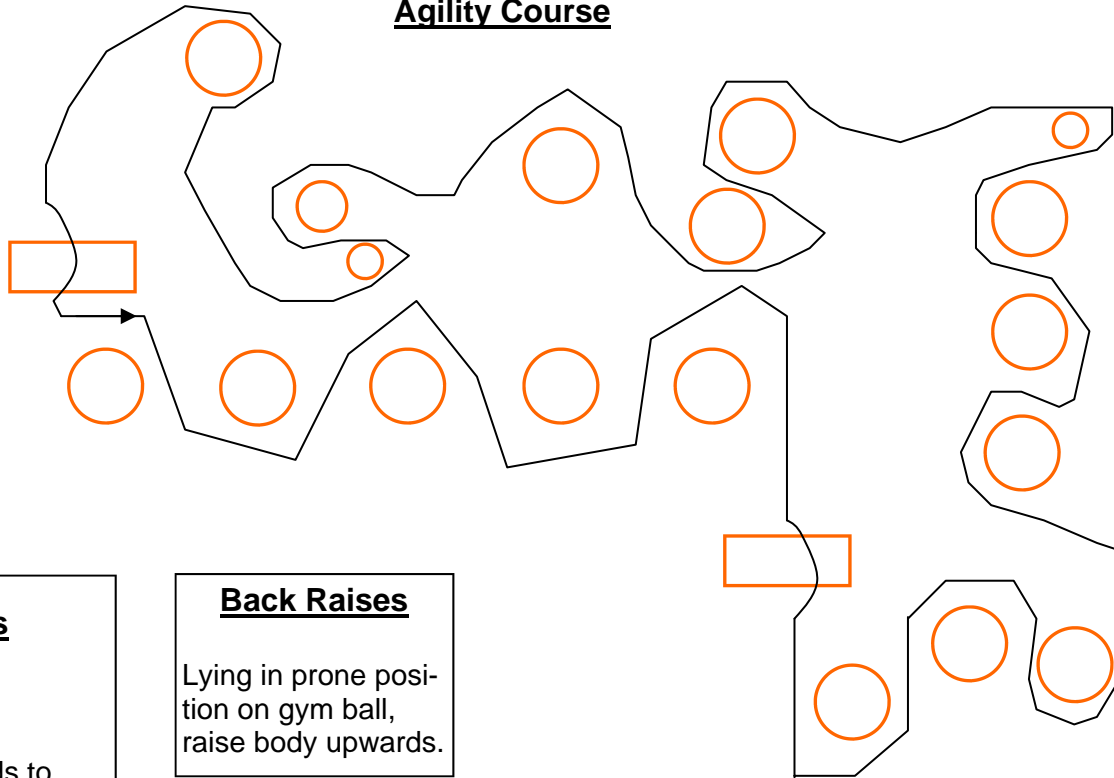 Agility Course
Back Raises
Lying in prone posi-
tion on gym ball,
raise body upwards.